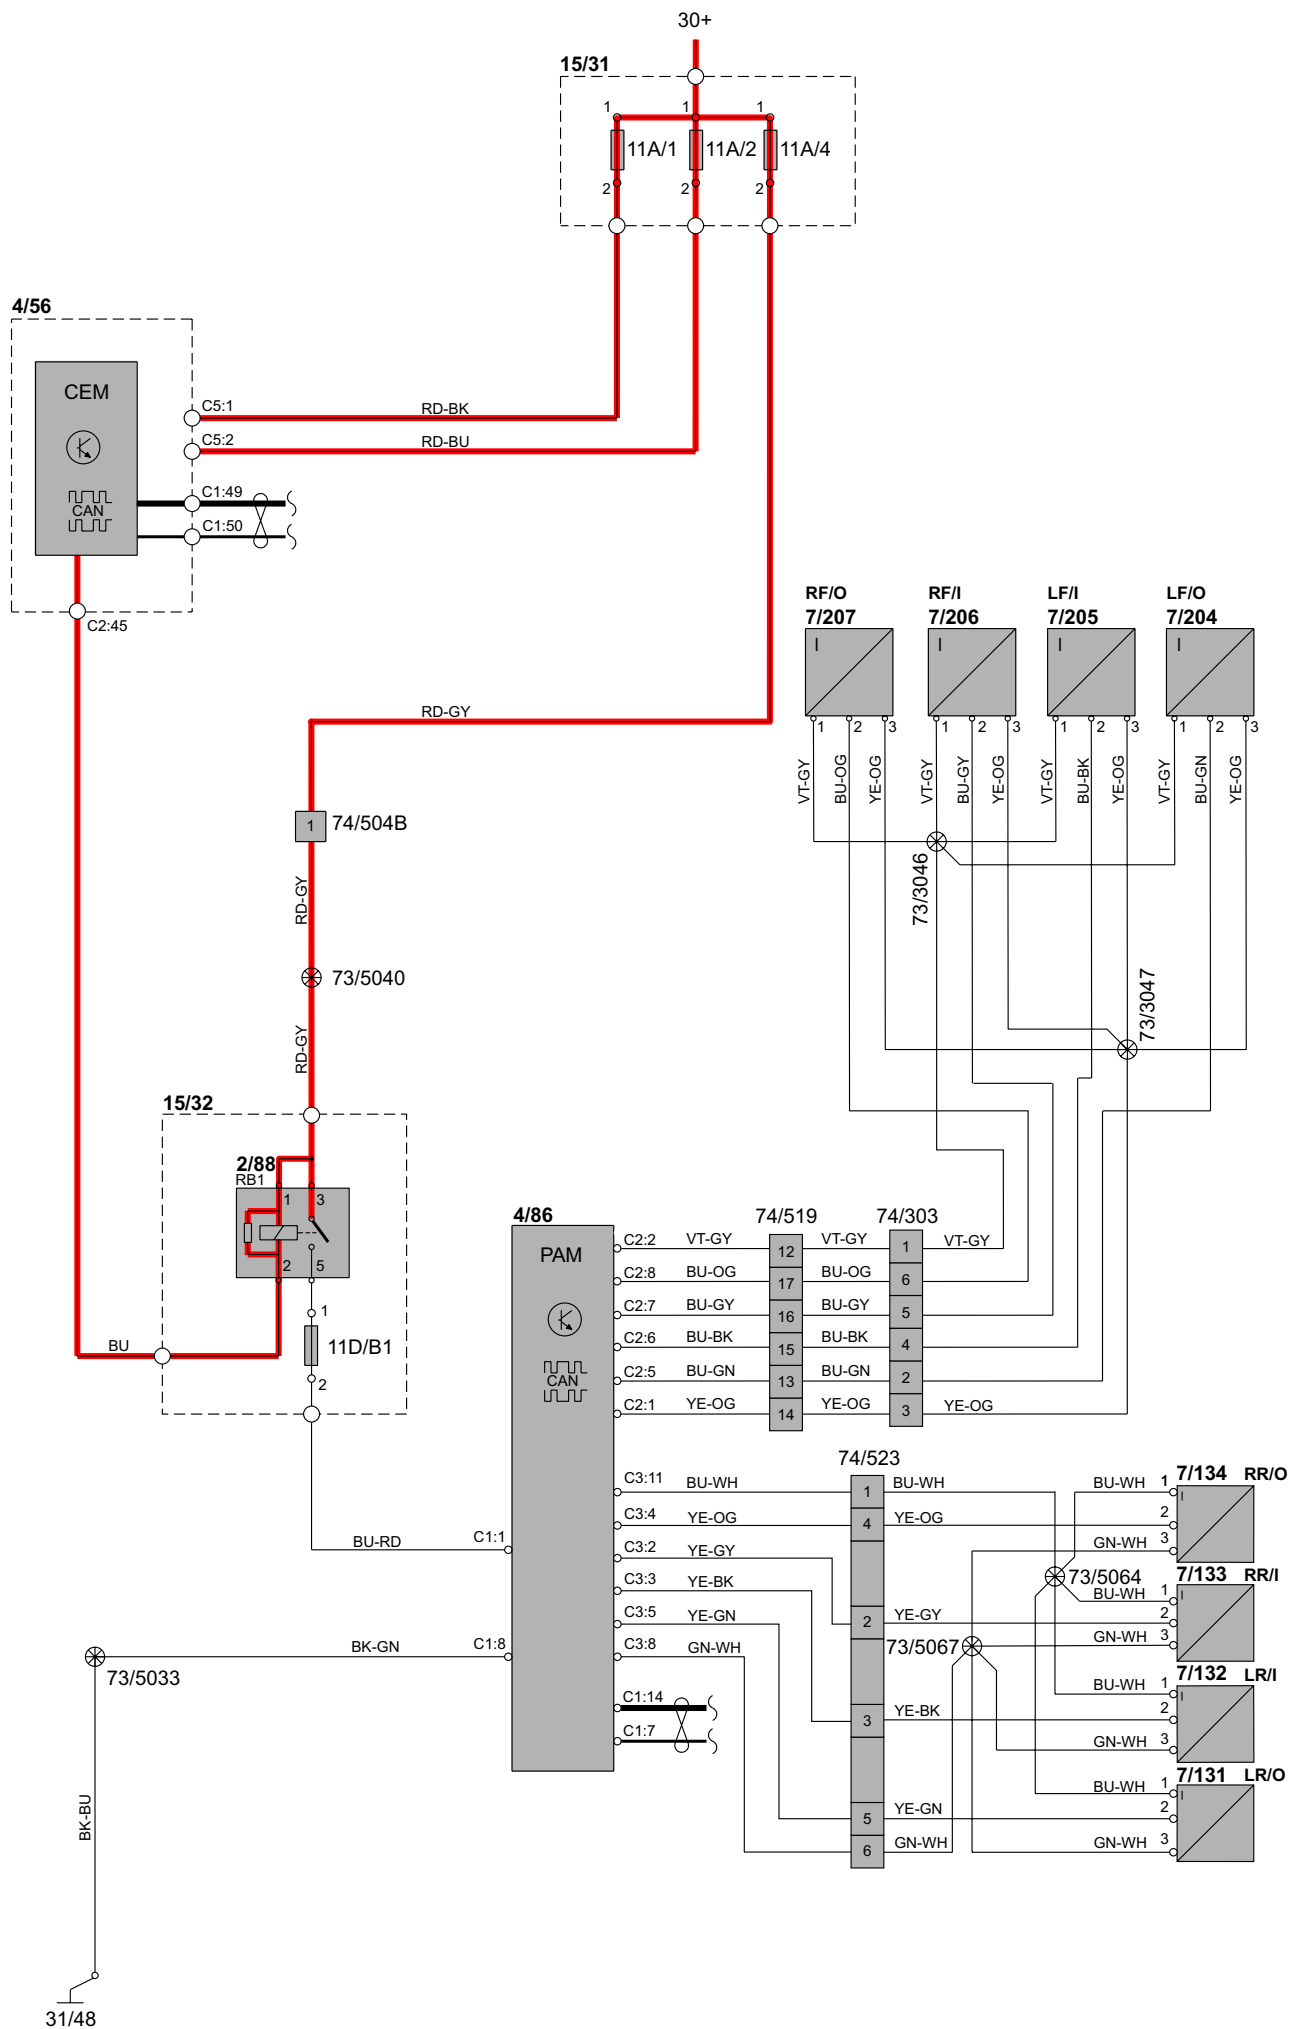 30+
15/31
1 1 1
11A/1 11A/2 11A/4
2 2 2
4/56
CEM
CAN
C5:1 RD-BK
C5:2 RD-BU
C1:49
C1:50
C2:45
RF/O RF/I LF/I LF/O
7/207 7/206 7/205 7/204
I I I I
1 2 3 1 2 3 1 2 3 1 2 3
VT-GY BU-OG YE-OG VT-GY BU-GY YE-OG VT-GY BU-BK YE-OG VT-GY BU-GN YE-OG
RD-GY
1 74/504B
RD-GY
73/3046
73/5040
73/3047
RD-GY
15/32
2/88
RB1
1 3
2 5
1
11D/B1
2
BU
4/86
PAM
CAN
74/519 74/303
C2:2 VT-GY 12 VT-GY 1 VT-GY
C2:8 BU-OG 17 BU-OG 6
C2:7 BU-GY 16 BU-GY 5
C2:6 BU-BK 15 BU-BK 4
C2:5 BU-GN 13 BU-GN 2
C2:1 YE-OG 14 YE-OG 3 YE-OG
74/523
C3:11 BU-WH 1 BU-WH
C3:4 YE-OG 4 YE-OG
C3:2 YE-GY
C3:3 YE-BK
C3:5 YE-GN 2 YE-GY
C3:8 GN-WH
3 YE-BK
5 YE-GN
6 GN-WH
C1:14
C1:7
BU-RD C1:1
BK-GN C1:8
73/5033
BK-BU
31/48
73/5064
73/5067
7/134 RR/O
BU-WH 1
I
2
GN-WH 3
7/133 RR/I
BU-WH 1
I
2
GN-WH 3
7/132 LR/I
BU-WH 1
I
2
GN-WH 3
7/131 LR/O
BU-WH 1
I
2
GN-WH 3